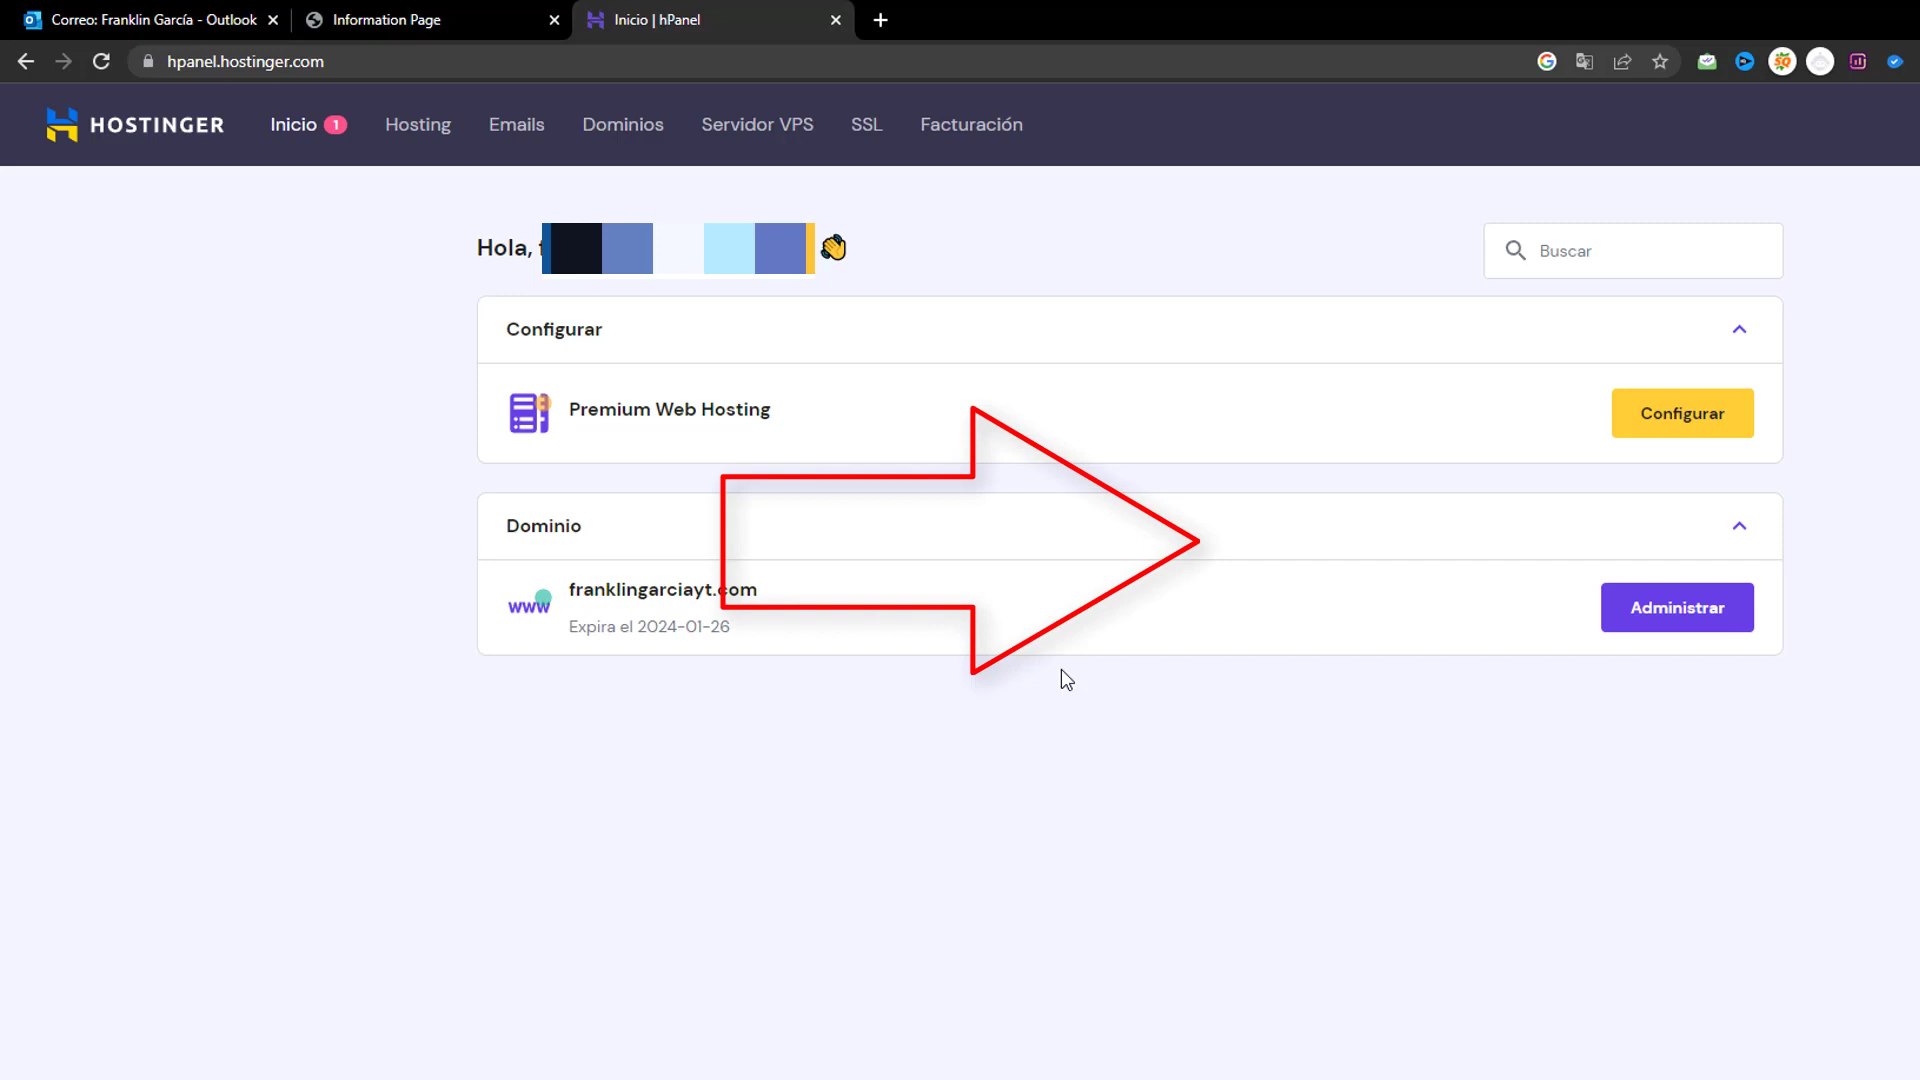 Correo: Franklin García - Outlook
Information Page
Inicio | hPanel
hpanel.hostinger.com
HOSTINGER
Inicio 1
Hosting
Emails
Dominios
Servidor VPS
SSL
Facturación
Hola,
Buscar
Configurar
Premium Web Hosting
Configurar
Dominio
www
franklingarciayt.com
Expira el 2024-01-26
Administrar